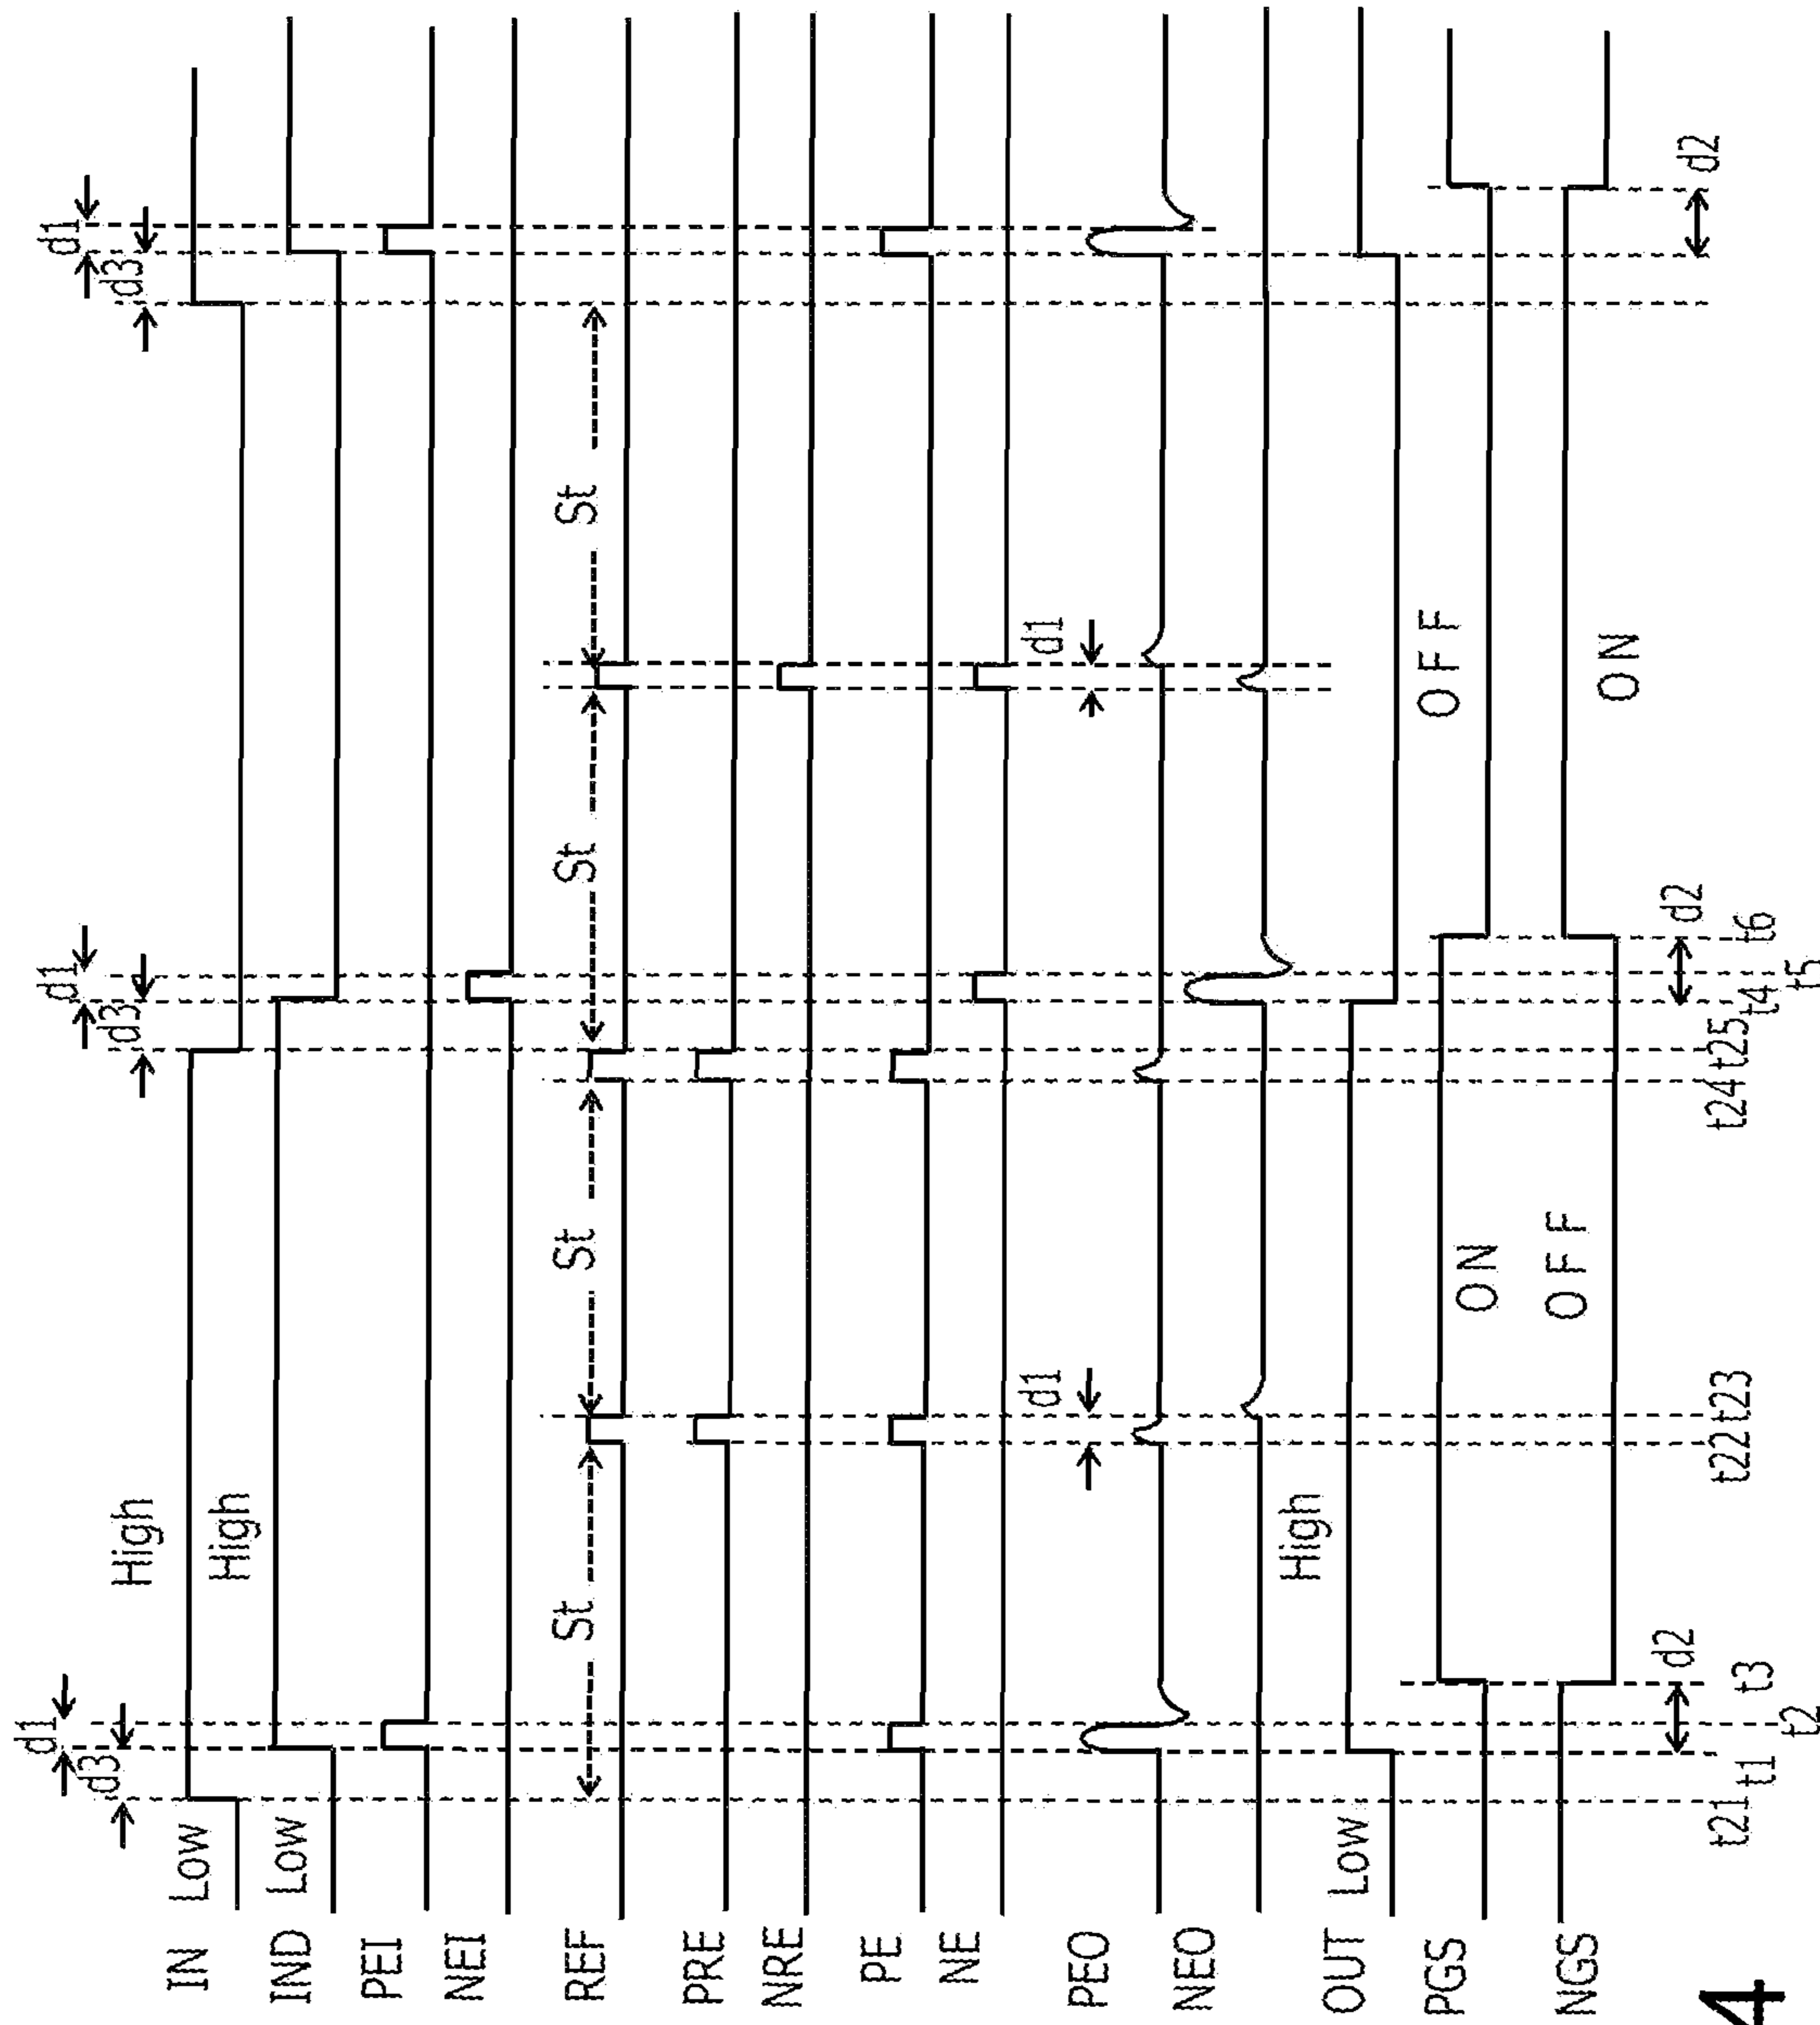 d1 d1 d1
d3 d3 d3
High
IN Low
High
IND Low
PEI
NEI
REF St St St St
PRE
NRE
PE
NE
d1 d1
PEO
NEO
High
OUT Low
OFF
PGS ON
NGS OFF ON
d2 d2 d2
t21 t1 t3 t22 t23 t24 t25 t4 t6
t2 t5
4